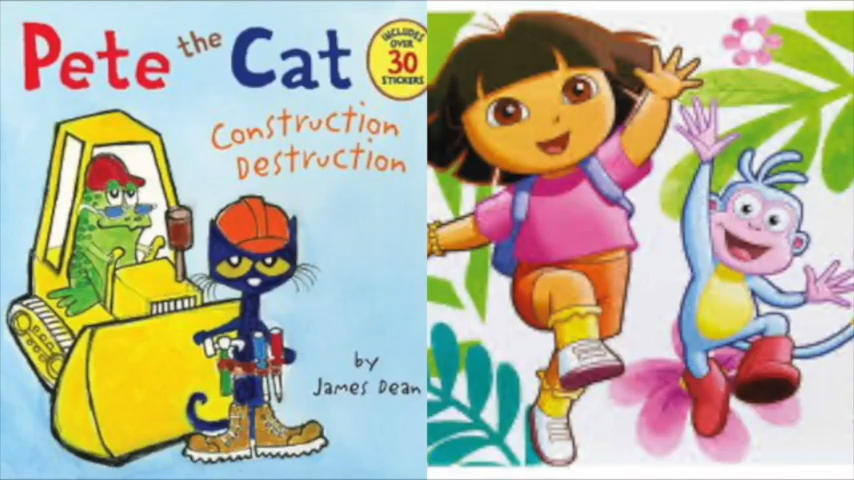 Pete the Cat
INCLUDES
OVER
30
STICKERS
Construction
Destruction
by
James Dean